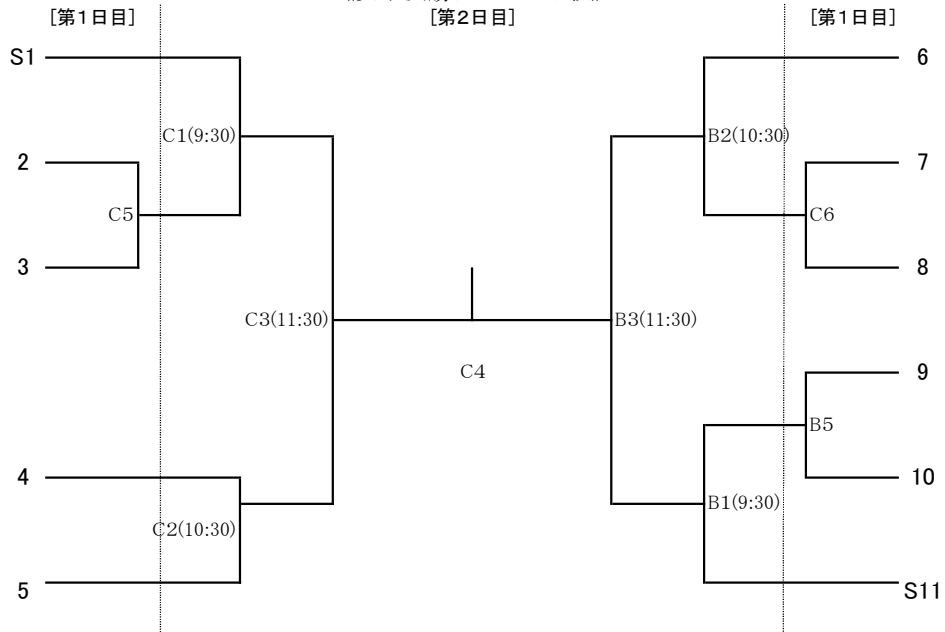 [第1日目]
[第2日目]
[第1日目]
S1
6
C1(9:30)
B2(10:30)
2
7
C5
C6
3
8
C3(11:30)
B3(11:30)
C4
9
B5
4
10
C2(10:30)
B1(9:30)
5
S11